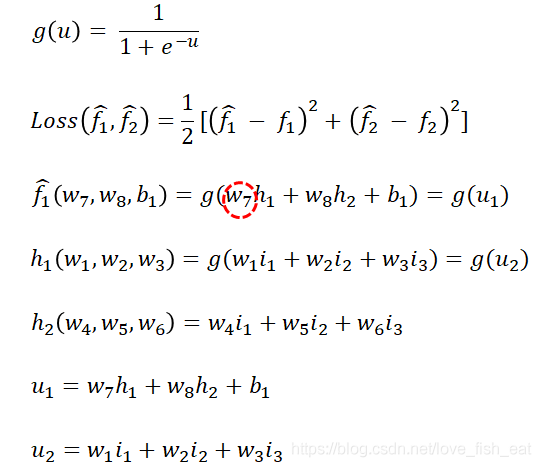 g(u) = 1 / (1 + e^{-u})
Loss(f̂₁, f̂₂) = 1/2 [(f̂₁ − f₁)² + (f̂₂ − f₂)²]
f̂₁(w₇, w₈, b₁) = g(w₇h₁ + w₈h₂ + b₁) = g(u₁)
h₁(w₁, w₂, w₃) = g(w₁i₁ + w₂i₂ + w₃i₃) = g(u₂)
h₂(w₄, w₅, w₆) = w₄i₁ + w₅i₂ + w₆i₃
u₁ = w₇h₁ + w₈h₂ + b₁
u₂ = w₁i₁ + w₂i₂ + w₃i₃
https://blog.csdn.net/love_fish_eat